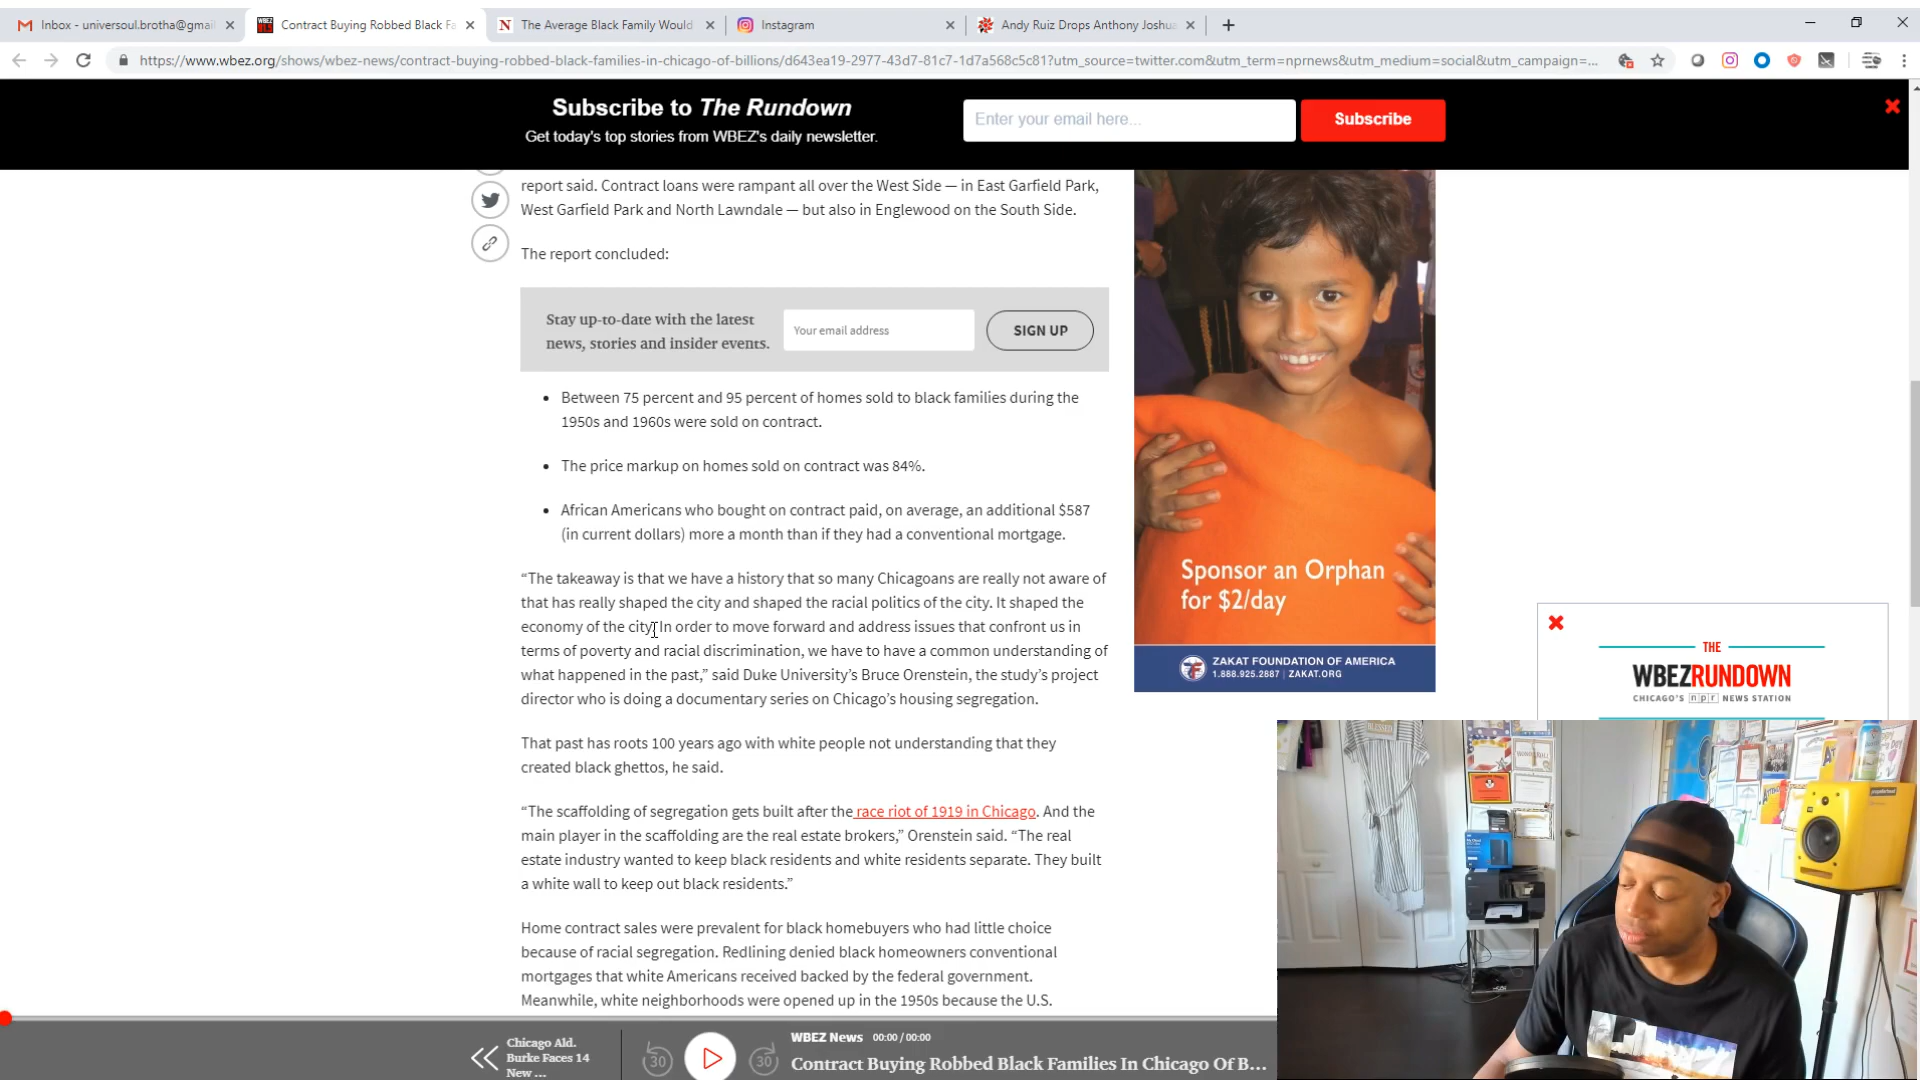 Inbox - universoul.brotha@gmai
Contract Buying Robbed Black Fa
The Average Black Family Would
Instagram
Andy Ruiz Drops Anthony Joshua
https://www.wbez.org/shows/wbez-news/contract-buying-robbed-black-families-in-chicago-of-billions/d643ea19-2977-43d7-81c7-1d7a568c5c81?utm_source=twitter.com&utm_term=nprnews&utm_medium=social&utm_campaign=...
Subscribe to The Rundown
Get today's top stories from WBEZ's daily newsletter.
Enter your email here...
Subscribe
report said. Contract loans were rampant all over the West Side — in East Garfield Park,
West Garfield Park and North Lawndale — but also in Englewood on the South Side.
The report concluded:
Stay up-to-date with the latest
news, stories and insider events.
Your email address
SIGN UP
• Between 75 percent and 95 percent of homes sold to black families during the
1950s and 1960s were sold on contract.
• The price markup on homes sold on contract was 84%.
• African Americans who bought on contract paid, on average, an additional $587
(in current dollars) more a month than if they had a conventional mortgage.
“The takeaway is that we have a history that so many Chicagoans are really not aware of
that has really shaped the city and shaped the racial politics of the city. It shaped the
economy of the city. In order to move forward and address issues that confront us in
terms of poverty and racial discrimination, we have to have a common understanding of
what happened in the past,” said Duke University’s Bruce Orenstein, the study’s project
director who is doing a documentary series on Chicago’s housing segregation.
That past has roots 100 years ago with white people not understanding that they
created black ghettos, he said.
“The scaffolding of segregation gets built after the race riot of 1919 in Chicago. And the
main player in the scaffolding are the real estate brokers,” Orenstein said. “The real
estate industry wanted to keep black residents and white residents separate. They built
a white wall to keep out black residents.”
Home contract sales were prevalent for black homebuyers who had little choice
because of racial segregation. Redlining denied black homeowners conventional
mortgages that white Americans received backed by the federal government.
Meanwhile, white neighborhoods were opened up in the 1950s because the U.S.
Sponsor an Orphan
for $2/day
ZAKAT FOUNDATION OF AMERICA
1.888.925.2887 | ZAKAT.ORG
THE
WBEZRUNDOWN
CHICAGO'S npr NEWS STATION
Chicago Ald.
Burke Faces 14
New ...
30
30
WBEZ News 00:00 / 00:00
Contract Buying Robbed Black Families In Chicago Of B...